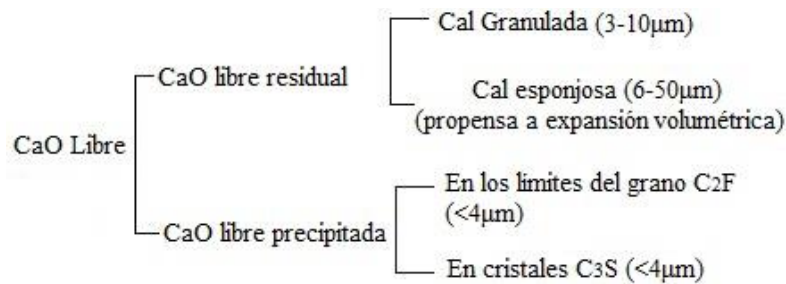 Cal Granulada (3-10μm)
CaO libre residual
Cal esponjosa (6-50μm)
(propensa a expansión volumétrica)
CaO Libre
En los limites del grano C2F
(<4μm)
CaO libre precipitada
En cristales C3S (<4μm)